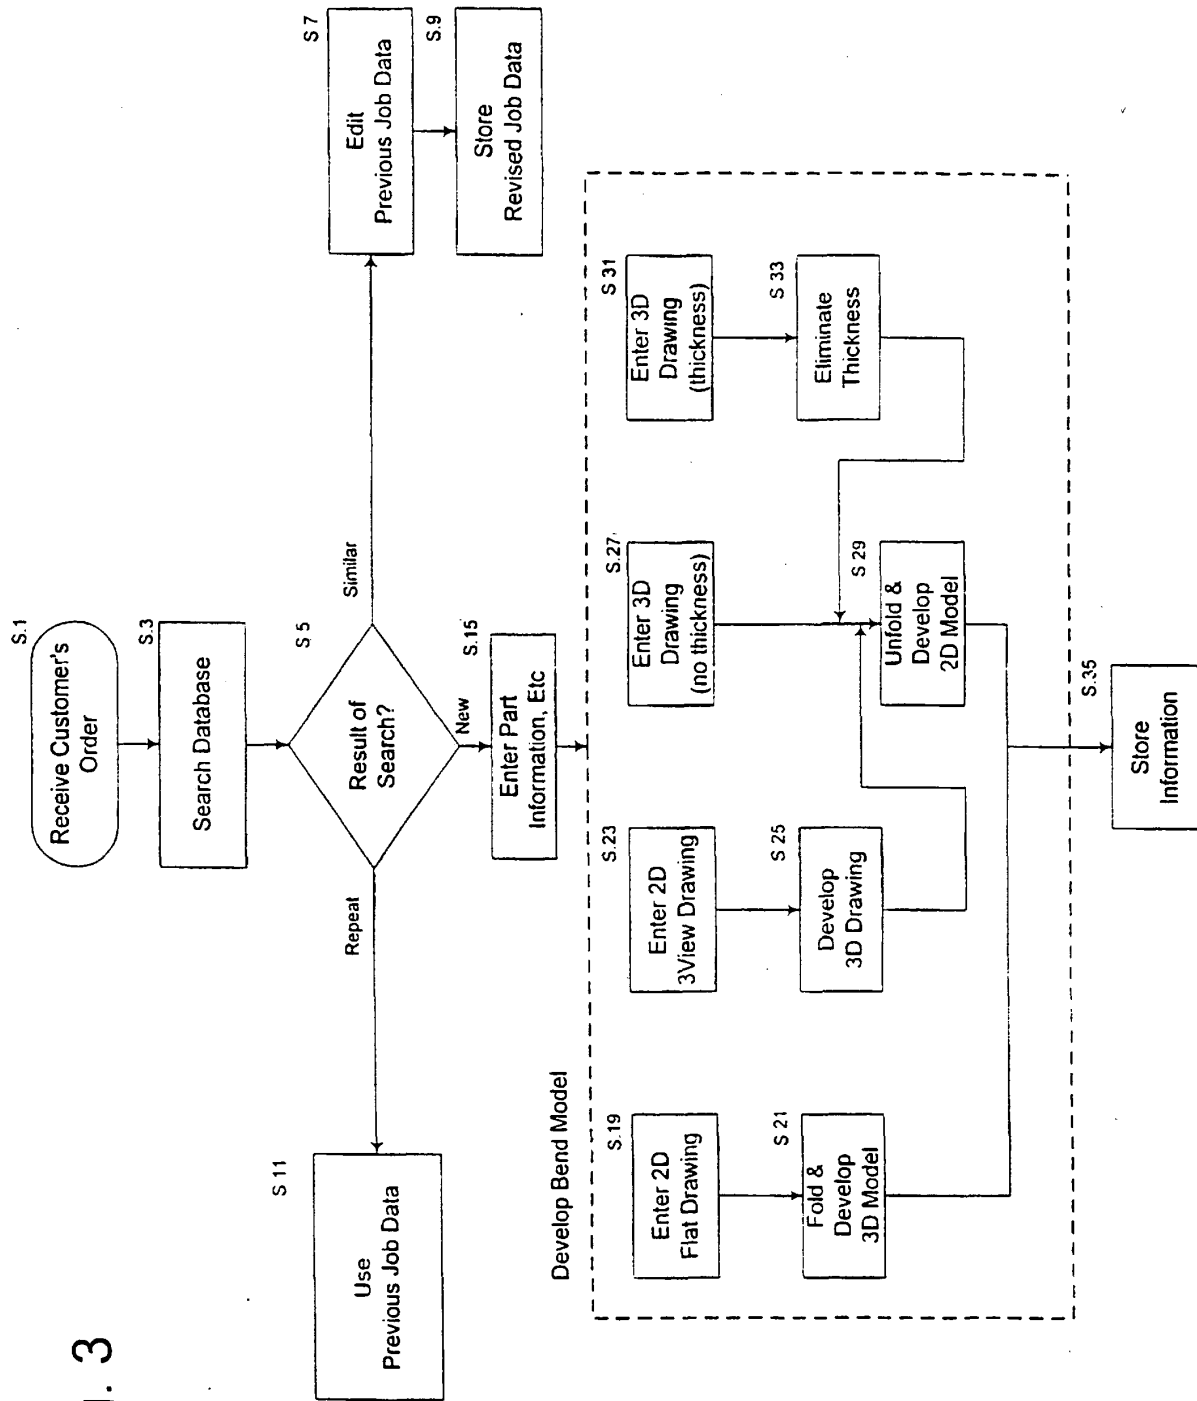 S.1
Receive Customer's
Order
S.3
Search Database
S 5
Result of
Search?
Similar
Repeat
New
S 7
Edit
Previous Job Data
S.9
Store
Revised Job Data
S 11
Use
Previous Job Data
S.15
Enter Part
Information, Etc
Develop Bend Model
S.19
Enter 2D
Flat Drawing
S 21
Fold &
Develop
3D Model
S.23
Enter 2D
3View Drawing
S 25
Develop
3D Drawing
S.27
Enter 3D
Drawing
(no thickness)
S 29
Unfold &
Develop
2D Model
S 31
Enter 3D
Drawing
(thickness)
S 33
Eliminate
Thickness
S.35
Store
Information
. 3